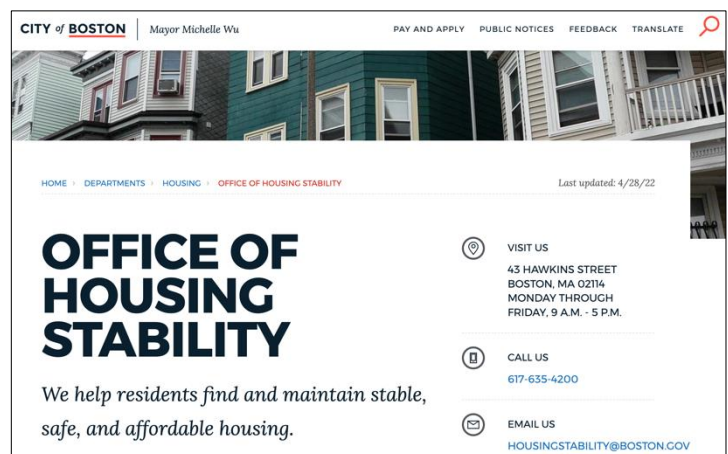 CITY of BOSTON
Mayor Michelle Wu
PAY AND APPLY
PUBLIC NOTICES
FEEDBACK
TRANSLATE
HOME › DEPARTMENTS › HOUSING › OFFICE OF HOUSING STABILITY
Last updated: 4/28/22
OFFICE OF
HOUSING
STABILITY
We help residents find and maintain stable,
safe, and affordable housing.
VISIT US
43 HAWKINS STREET
BOSTON, MA 02114
MONDAY THROUGH
FRIDAY, 9 A.M. - 5 P.M.
CALL US
617-635-4200
EMAIL US
HOUSINGSTABILITY@BOSTON.GOV